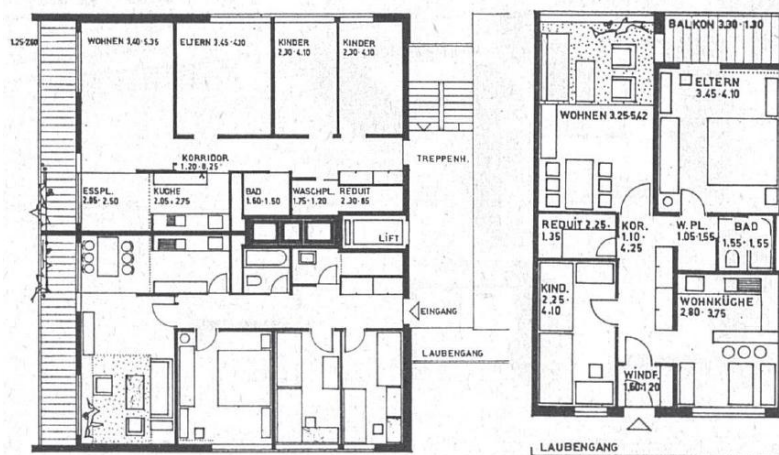 1.25·2.60
WOHNEN 3,40·5.35
ELTERN 3.45·4.10
KINDER
2.30·4.10
KINDER
2.30·4.10
KORRIDOR
1.20·8.25
TREPPENH.
ESSPL.
2.85·2.50
KÜCHE
2.05·2.75
BAD
1.60·1.50
WASCHPL.
1.75·1,20
REDUIT
2.30·85
LIFT
EINGANG
LAUBENGANG
BALKON 3.30·1.30
ELTERN
3.45·4.10
WOHNEN 3.25·5,42
REDUIT 2.25·
1.35
KOR.
1.10·
4.25
W.PL.
1.05·1.55
BAD
1.55·1.55
KIND.
2.25·
4.10
WOHNKÜCHE
2,80·3,75
WINDF.
1.60·1.20
LAUBENGANG